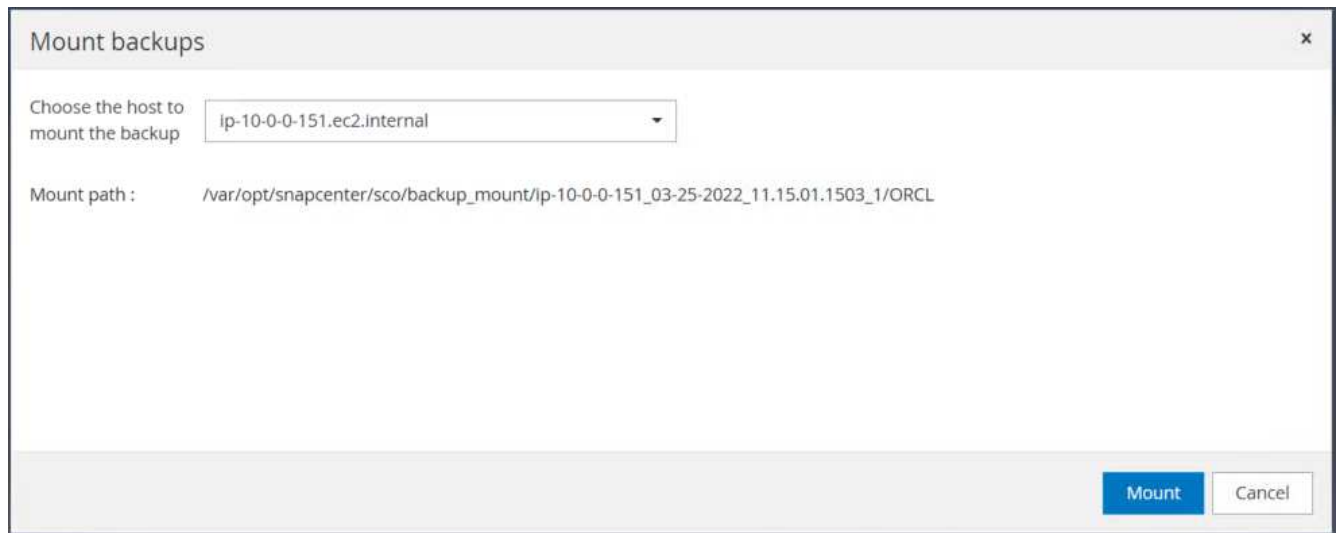 Mount backups
x
Choose the host to
mount the backup
ip-10-0-0-151.ec2.internal
Mount path :
/var/opt/snapcenter/sco/backup_mount/ip-10-0-0-151_03-25-2022_11.15.01.1503_1/ORCL
Mount
Cancel